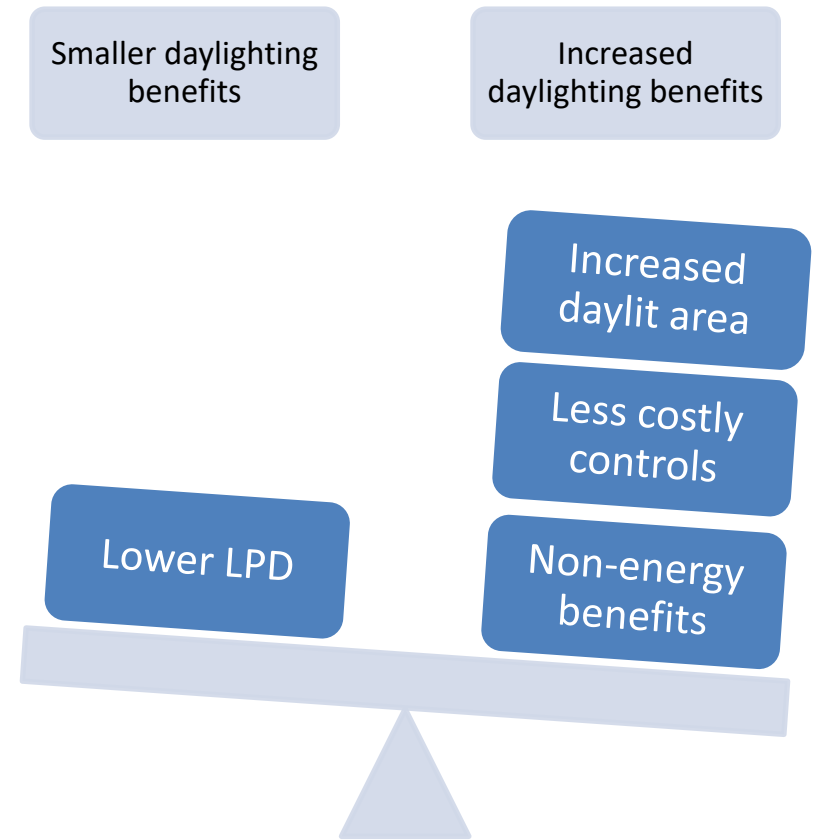 Smaller daylighting
benefits
Increased
daylighting benefits
Increased
daylit area
Less costly
controls
Lower LPD
Non-energy
benefits